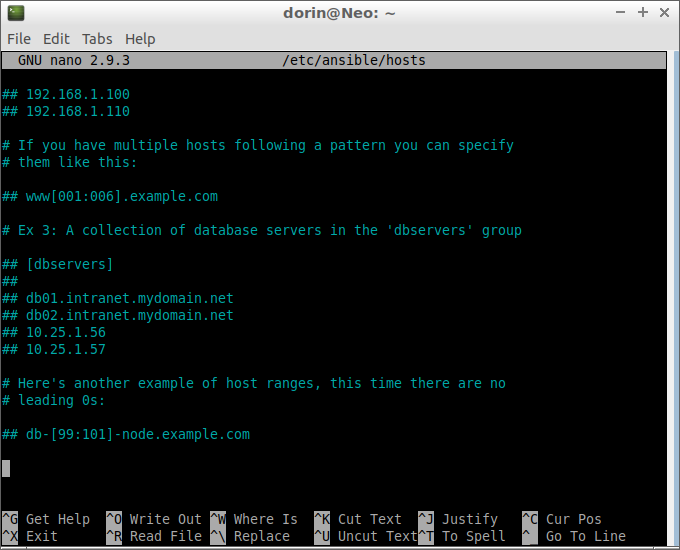 dorin@Neo: ~
File Edit Tabs Help
GNU nano 2.9.3 /etc/ansible/hosts
## 192.168.1.100
## 192.168.1.110
# If you have multiple hosts following a pattern you can specify
# them like this:
## www[001:006].example.com
# Ex 3: A collection of database servers in the 'dbservers' group
## [dbservers]
##
## db01.intranet.mydomain.net
## db02.intranet.mydomain.net
## 10.25.1.56
## 10.25.1.57
# Here's another example of host ranges, this time there are no
# leading 0s:
## db-[99:101]-node.example.com
^G Get Help ^O Write Out ^W Where Is ^K Cut Text ^J Justify ^C Cur Pos
^X Exit ^R Read File ^\ Replace ^U Uncut Text ^T To Spell ^_ Go To Line